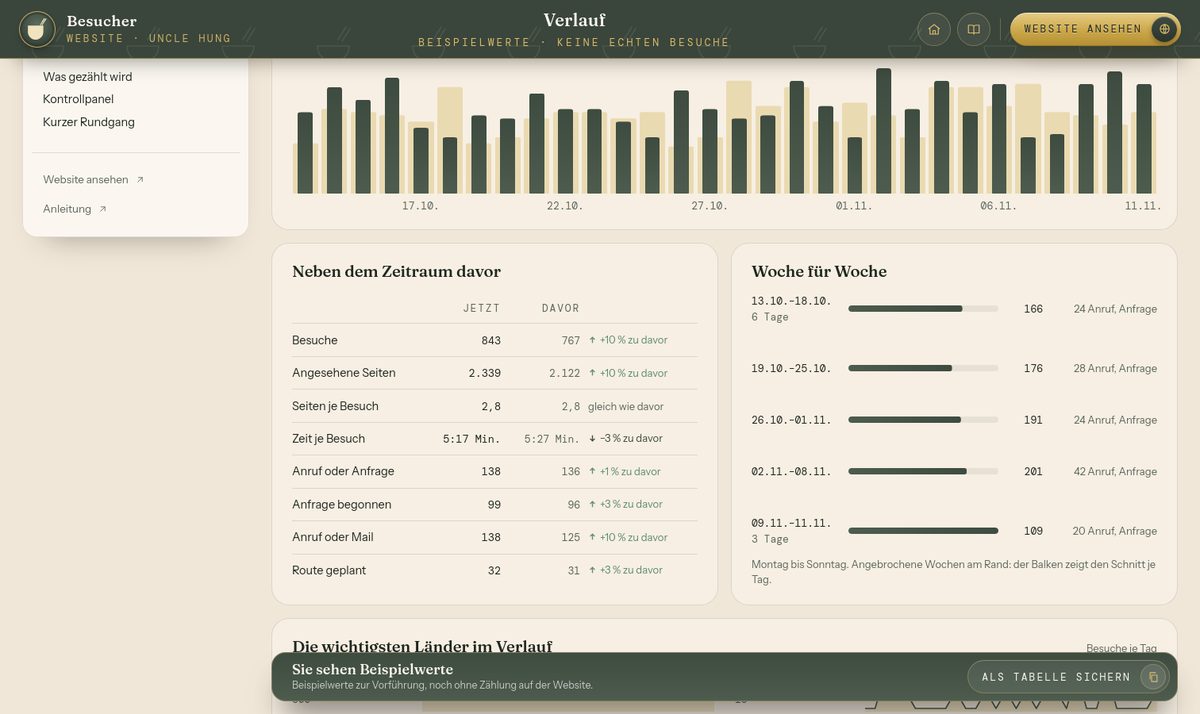 Besucher
WEBSITE · UNCLE HUNG
Verlauf
BEISPIELWERTE · KEINE ECHTEN BESUCHE
WEBSITE ANSEHEN
Was gezählt wird
Kontrollpanel
Kurzer Rundgang
Website ansehen ↗
Anleitung ↗
17.10. 22.10. 27.10. 01.11. 06.11. 11.11.
Neben dem Zeitraum davor
JETZT DAVOR
Besuche 843 767 ↑ +10 % zu davor
Angesehene Seiten 2.339 2.122 ↑ +10 % zu davor
Seiten je Besuch 2,8 2,8 gleich wie davor
Zeit je Besuch 5:17 Min. 5:27 Min. ↓ −3 % zu davor
Anruf oder Anfrage 138 136 ↑ +1 % zu davor
Anfrage begonnen 99 96 ↑ +3 % zu davor
Anruf oder Mail 138 125 ↑ +10 % zu davor
Route geplant 32 31 ↑ +3 % zu davor
Woche für Woche
13.10.–18.10.
6 Tage
166 24 Anruf, Anfrage
19.10.–25.10. 176 28 Anruf, Anfrage
26.10.–01.11. 191 24 Anruf, Anfrage
02.11.–08.11. 201 42 Anruf, Anfrage
09.11.–11.11.
3 Tage
109 20 Anruf, Anfrage
Montag bis Sonntag. Angebrochene Wochen am Rand: der Balken zeigt den Schnitt je
Tag.
Die wichtigsten Länder im Verlauf
Besuche je Tag
Sie sehen Beispielwerte
Beispielwerte zur Vorführung, noch ohne Zählung auf der Website.
ALS TABELLE SICHERN